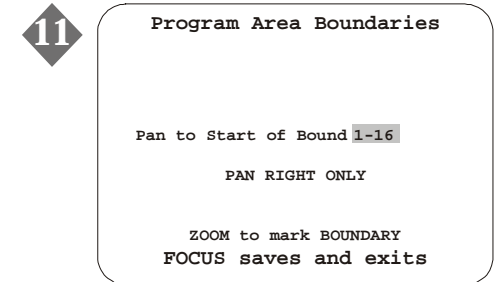 11
Program Area Boundaries
Pan to Start of Bound 1-16
PAN RIGHT ONLY
ZOOM to mark BOUNDARY
FOCUS saves and exits